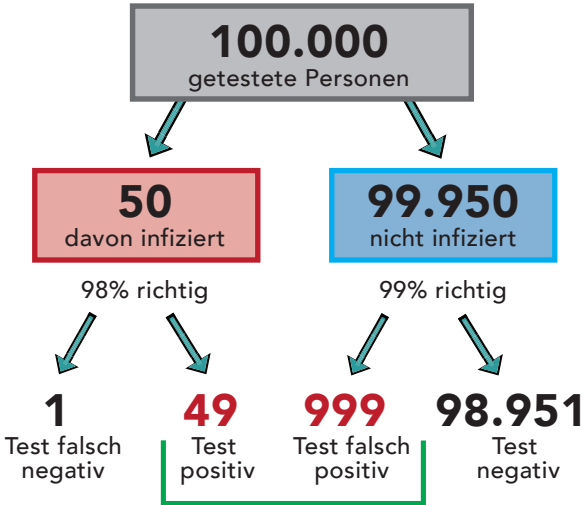 100.000
getestete Personen
50
davon infiziert
99.950
nicht infiziert
98% richtig
99% richtig
1
Test falsch
negativ
49
Test
positiv
999
Test falsch
positiv
98.951
Test
negativ